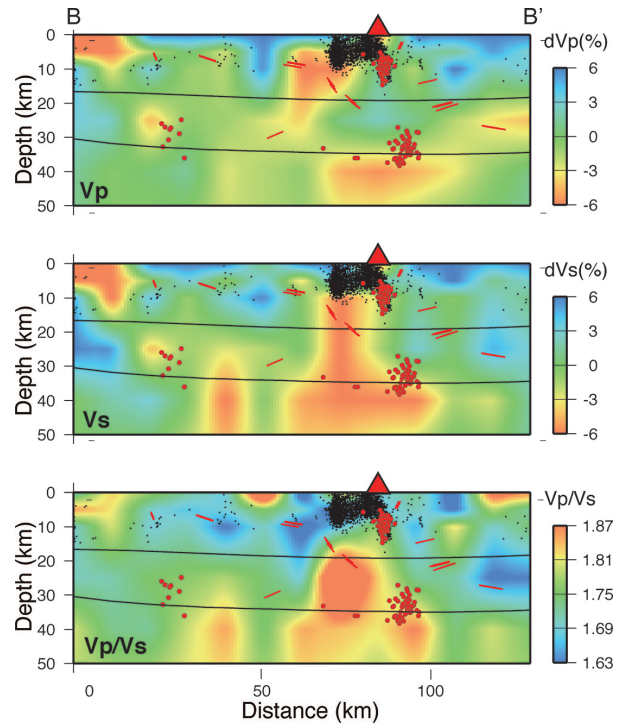 B B’
0 dVp(%)
10 6
20 3
30 0
40 -3
50 Vp -6
Depth (km)
0 dVs(%)
10 6
20 3
30 0
40 -3
50 Vs -6
Depth (km)
0 Vp/Vs
10 1.87
20 1.81
30 1.75
40 1.69
50 Vp/Vs 1.63
Depth (km)
0 50 100
Distance (km)